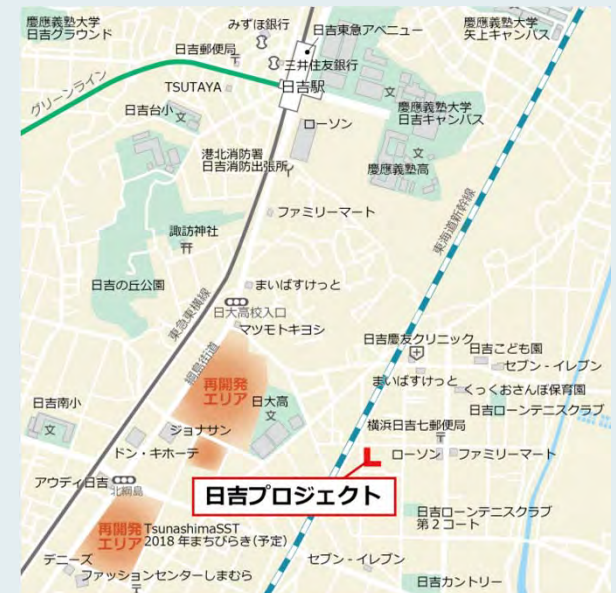 慶應義塾大学
日吉グラウンド
みずほ銀行
日吉東急アベニュー
慶應義塾大学
矢上キャンパス
日吉郵便局
三井住友銀行
グリーンライン
TSUTAYA
日吉駅
日吉台小
文
文
慶應義塾大学
日吉キャンパス
ローソン
港北消防署
日吉消防出張所
文
慶應義塾高
ファミリーマート
東海道新幹線
諏訪神社
日吉の丘公園
まいばすけっと
東急東横線
日大高校入口
マツモトキヨシ
綱島街道
日吉慶友クリニック
日吉こども園
セブン-イレブン
再開発
エリア
まいばすけっと
くっくおさんぽ保育園
日吉南小
日大高
日吉ローンテニスクラブ
文
文
ジョナサン
横浜日吉七郵便局
ドン・キホーテ
ローソン
ファミリーマート
アウディ日吉
北綱島
日吉プロジェクト
再開発
エリア
TsunashimaSST
2018年まちびらき(予定)
日吉ローンテニスクラブ
第2コート
デニーズ
セブン-イレブン
ファッションセンターしまむら
日吉カントリー